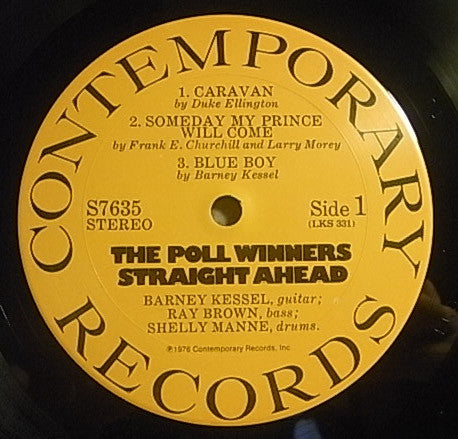 CONTEMPORARY
1. CARAVAN
by Duke Ellington
2. SOMEDAY MY PRINCE
WILL COME
by Frank E. Churchill and Larry Morey
3. BLUE BOY
by Barney Kessel
S7635
STEREO
Side 1
(LKS 331)
THE POLL WINNERS
STRAIGHT AHEAD
BARNEY KESSEL, guitar;
RAY BROWN, bass;
SHELLY MANNE, drums.
℗1976 Contemporary Records, Inc
RECORDS